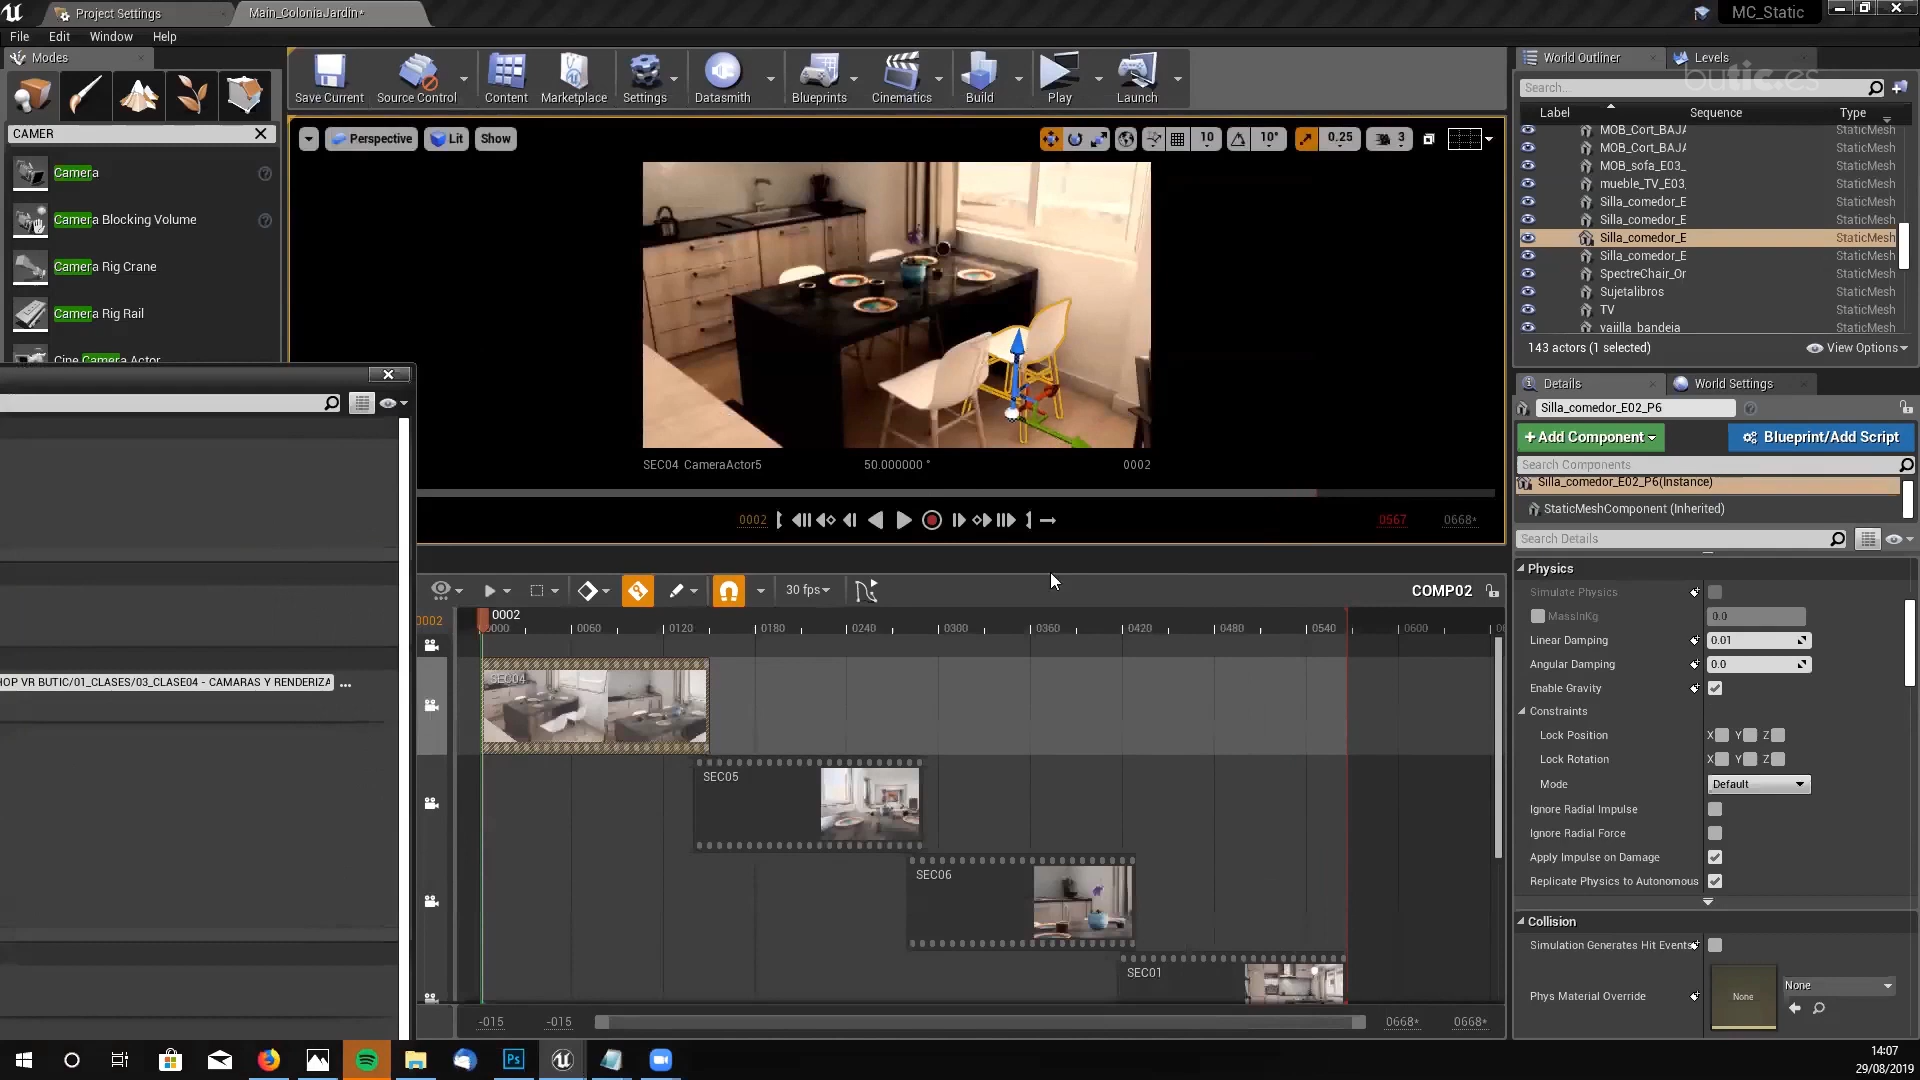 Project Settings
Main_ColoniaJardin*
MC_Static
File Edit Window Help
Modes
CAMER
Camera
Camera Blocking Volume
Camera Rig Crane
Camera Rig Rail
Cine Camera Actor
HOP VR BUTIC/01_CLASES/03_CLASE04 - CAMARAS Y RENDERIZA
...
Save Current
Source Control
Content
Marketplace
Settings
Datasmith
Blueprints
Cinematics
Build
Play
Launch
Perspective
Lit
Show
10
10°
0.25
3
SEC04 CameraActor5
50.000000 °
0002
0002
0567
0668*
30 fps
COMP02
0002
0002
0000 0060 0120 0180 0240 0300 0360 0420 0480 0540 0600
SEC04
SEC05
SEC06
SEC01
-015
-015
0668*
0668*
World Outliner
Levels
butic.es
Search...
Label Sequence Type
MOB_Cort_BAJA StaticMesh
MOB_Cort_BAJA StaticMesh
MOB_sofa_E03_ StaticMesh
mueble_TV_E03_ StaticMesh
Silla_comedor_E StaticMesh
Silla_comedor_E StaticMesh
Silla_comedor_E StaticMesh
Silla_comedor_E StaticMesh
SpectreChair_Or StaticMesh
Sujetalibros StaticMesh
TV StaticMesh
vajilla_bandeja StaticMesh
143 actors (1 selected)
View Options
Details
World Settings
Silla_comedor_E02_P6
+Add Component
Blueprint/Add Script
Search Components
Silla_comedor_E02_P6(Instance)
StaticMeshComponent (Inherited)
Search Details
Physics
Simulate Physics
MassInKg 0.0
Linear Damping 0.01
Angular Damping 0.0
Enable Gravity
Constraints
Lock Position X Y Z
Lock Rotation X Y Z
Mode Default
Ignore Radial Impulse
Ignore Radial Force
Apply Impulse on Damage
Replicate Physics to Autonomous
Collision
Simulation Generates Hit Events
Phys Material Override
None
None
14:07
29/08/2019